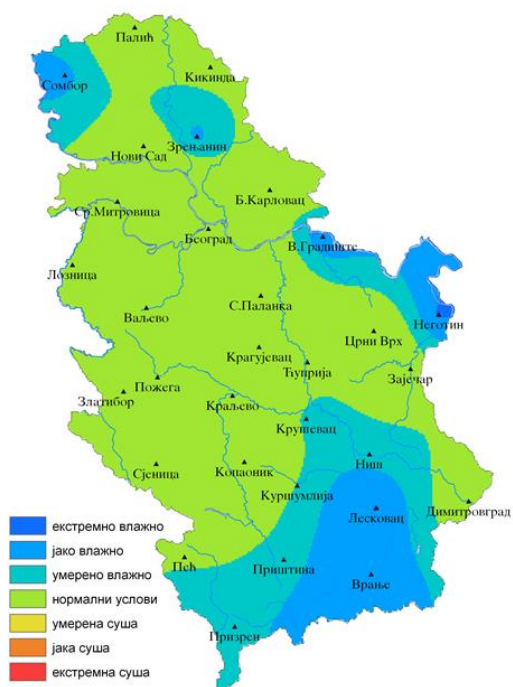 Палић
Кикинда
Сомбор
Зрењанин
Нови Сад
Б.Карловац
Ср.Митровица
Београд
В.Градиште
Лозница
С.Паланка
Ваљево
Неготин
Црни Врх
Крагујевац
Ћуприја
Зајечар
Пожега
Златибор
Краљево
Крушевац
Ниш
Сјеница
Копаоник
Куршумлија
Димитровград
Лесковац
Пећ
Приштина
Врање
Призрен
екстремно влажно
јако влажно
умерено влажно
нормални услови
умерена суша
јака суша
екстремна суша